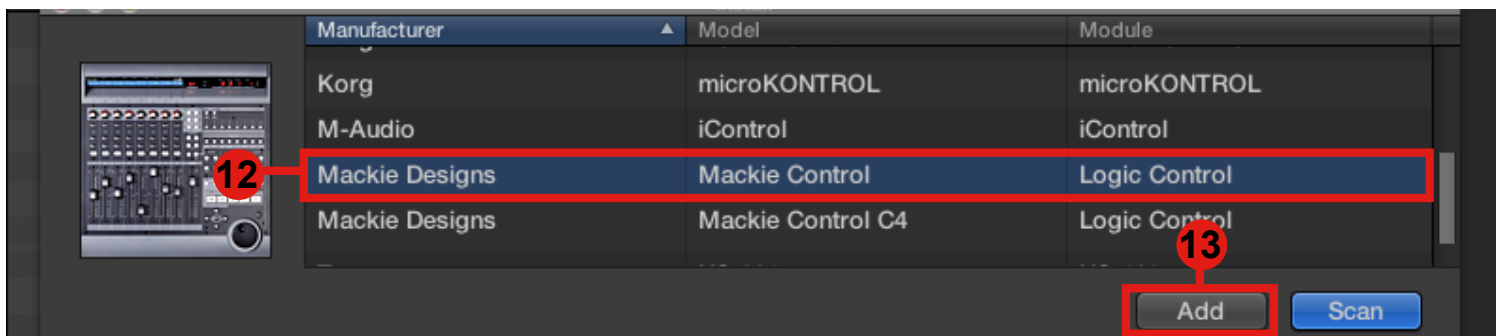 Manufacturer Model Module
Korg microKONTROL microKONTROL
M-Audio iControl iControl
12 Mackie Designs Mackie Control Logic Control
Mackie Designs Mackie Control C4 Logic Control
13
Add Scan